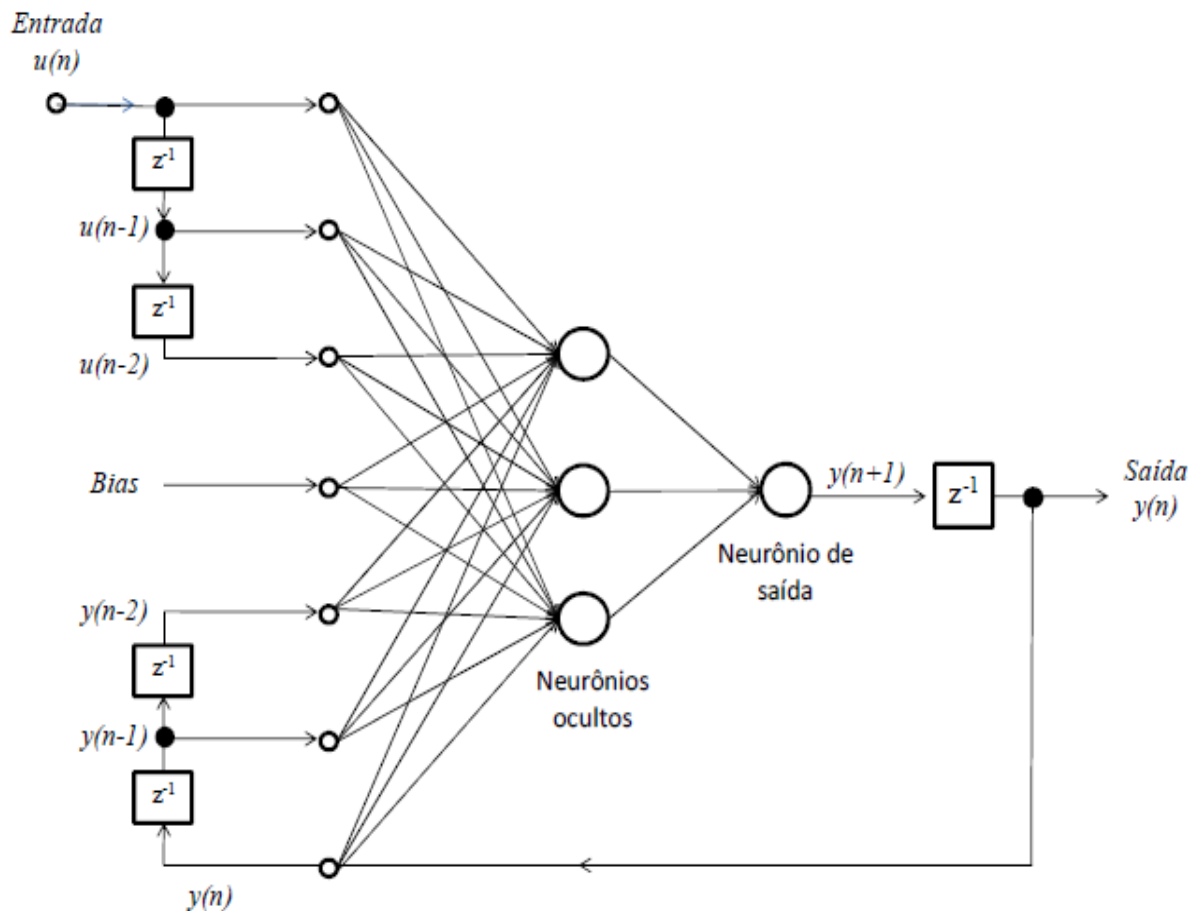 Entrada
u(n)
z⁻¹
u(n-1)
z⁻¹
u(n-2)
Bias
y(n+1)
z⁻¹
Saída
y(n)
Neurônio de
saída
y(n-2)
z⁻¹
Neurônios
ocultos
y(n-1)
z⁻¹
y(n)